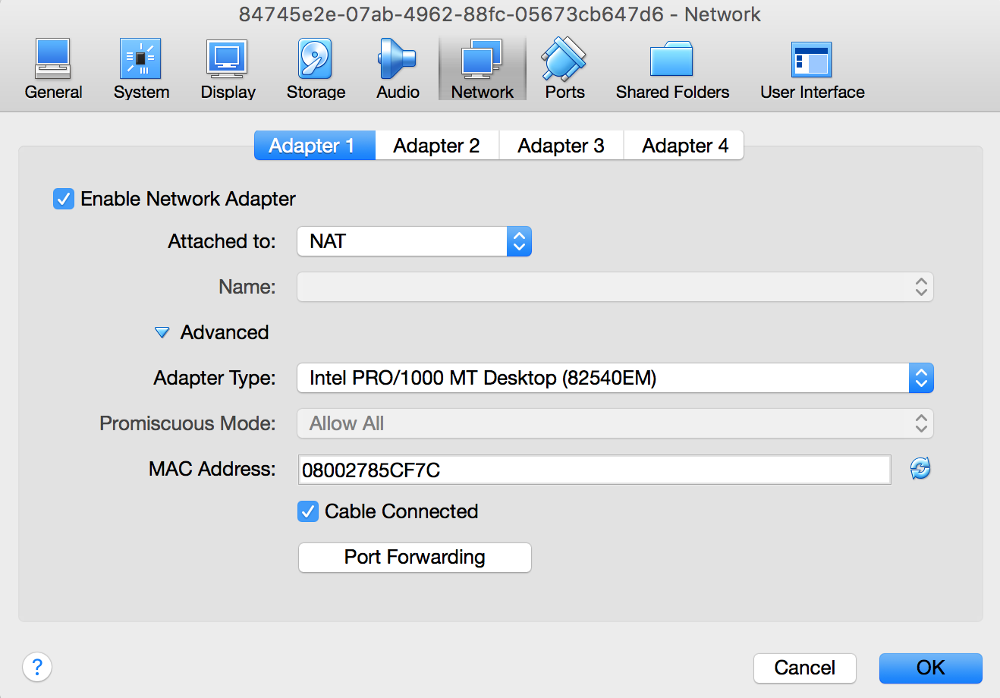 84745e2e-07ab-4962-88fc-05673cb647d6 - Network
General System Display Storage Audio Network Ports Shared Folders User Interface
Adapter 1 Adapter 2 Adapter 3 Adapter 4
Enable Network Adapter
Attached to: NAT
Name:
Advanced
Adapter Type: Intel PRO/1000 MT Desktop (82540EM)
Promiscuous Mode: Allow All
MAC Address: 08002785CF7C
Cable Connected
Port Forwarding
? Cancel OK